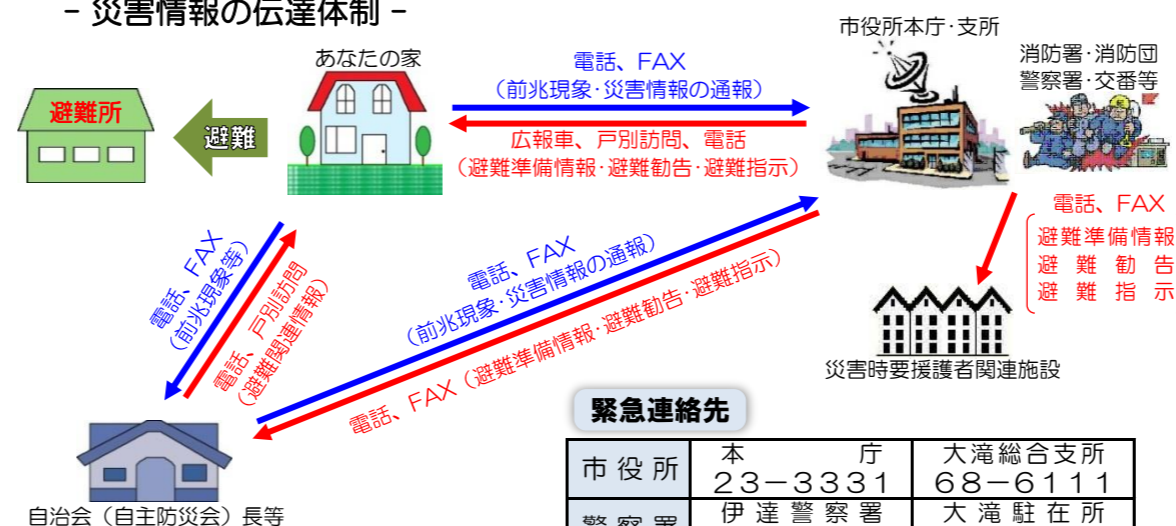 - 災害情報の伝達体制 -
市役所本庁・支所
あなたの家
消防署・消防団
警察署・交番等
避難所
避難
電話、FAX
（前兆現象・災害情報の通報）
広報車、戸別訪問、電話
（避難準備情報・避難勧告・避難指示）
電話、FAX
避難準備情報
避難勧告
避難指示
電話、FAX
（前兆現象等）
電話、戸別訪問
（避難関連情報）
電話、FAX
（前兆現象・災害情報の通報）
電話、FAX（避難準備情報・避難勧告・避難指示）
災害時要援護者関連施設
自治会（自主防災会）長等
緊急連絡先
市役所 本庁 大滝総合支所
23－3331 68－6111
警察署 伊達警察署 大滝駐在所